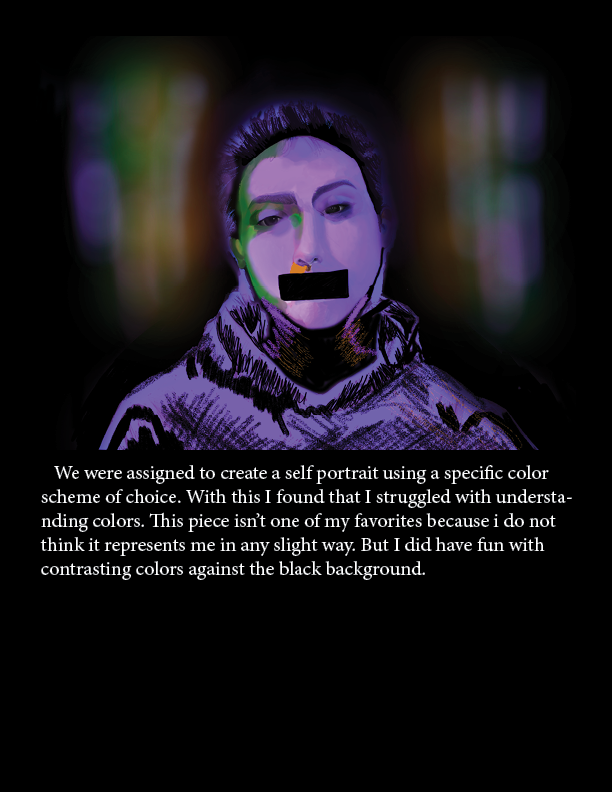 We were assigned to create a self portrait using a specific color
scheme of choice. With this I found that I struggled with understa-
nding colors. This piece isn’t one of my favorites because i do not
think it represents me in any slight way. But I did have fun with
contrasting colors against the black background.